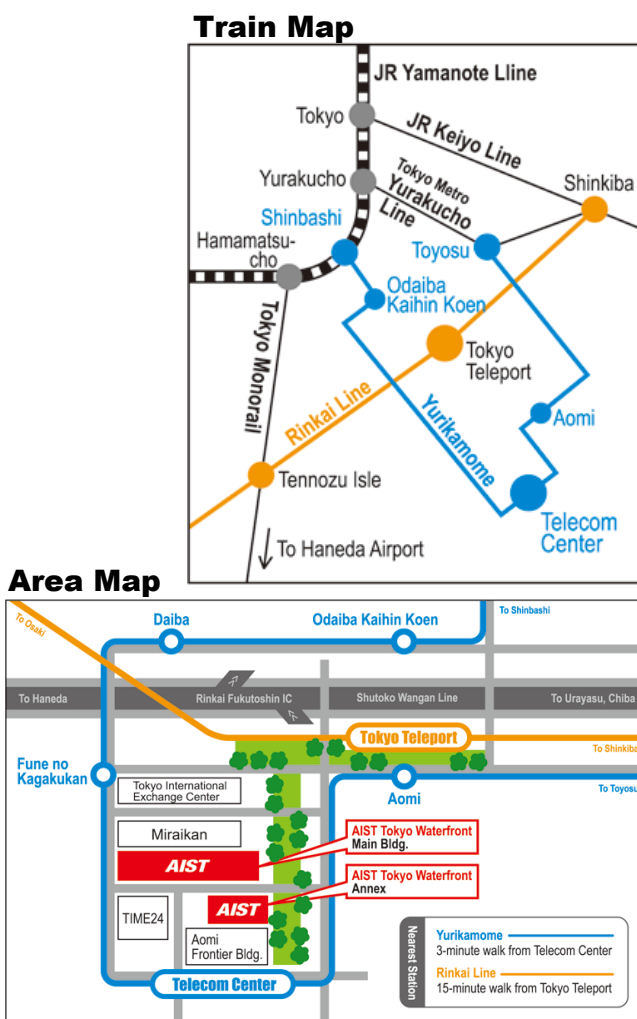 Train Map
JR Yamanote Lline
Tokyo
JR Keiyo Line
Yurakucho
Tokyo Metro
Yurakucho
Line
Shinkiba
Shinbashi
Hamamatsu-
cho
Toyosu
Odaiba
Kaihin Koen
Tokyo Monorail
Tokyo
Teleport
Rinkai Line
Yurikamome
Aomi
Tennozu Isle
Telecom
Center
To Haneda Airport
Area Map
To Osaki
Daiba
Odaiba Kaihin Koen
To Shinbashi
To Haneda
Rinkai Fukutoshin IC
Shutoko Wangan Line
To Urayasu, Chiba
Tokyo Teleport
To Shinkiba
Fune no
Kagakukan
Tokyo International
Exchange Center
Aomi
To Toyosu
Miraikan
AIST
AIST Tokyo Waterfront
Main Bldg.
AIST
AIST Tokyo Waterfront
Annex
TIME24
Aomi
Frontier Bldg.
Telecom Center
Nearest Station
Yurikamome
3-minute walk from Telecom Center
Rinkai Line
15-minute walk from Tokyo Teleport